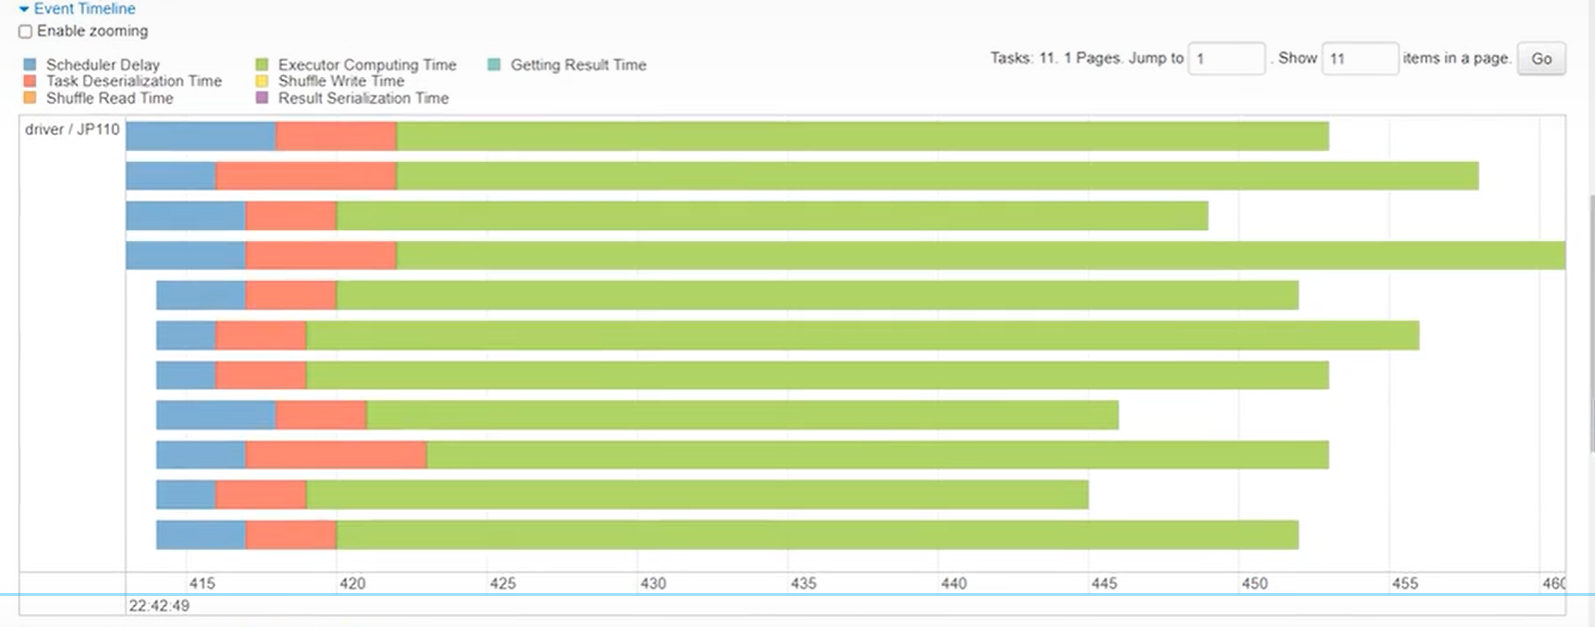 Event Timeline
Enable zooming
Scheduler Delay Executor Computing Time Getting Result Time
Task Deserialization Time Shuffle Write Time
Shuffle Read Time Result Serialization Time
Tasks: 11. 1 Pages. Jump to 1 . Show 11 items in a page. Go
driver / JP110
415 420 425 430 435 440 445 450 455
22:42:49